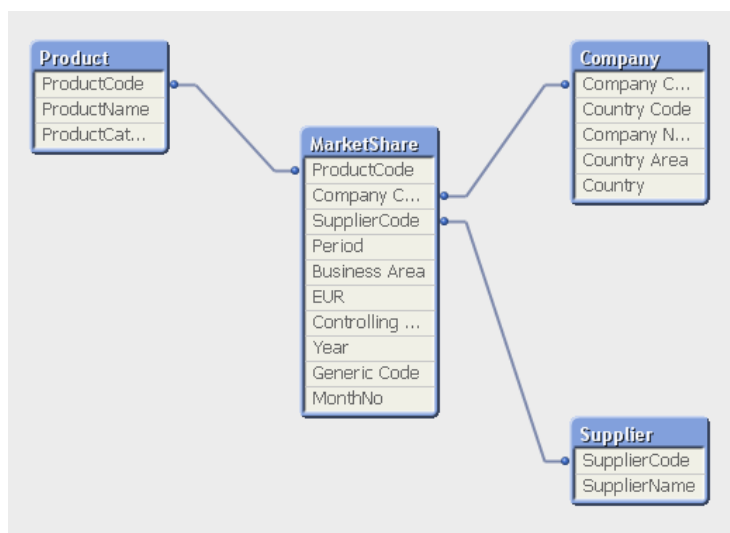 Product
ProductCode
ProductName
ProductCat...
MarketShare
ProductCode
Company C...
SupplierCode
Period
Business Area
EUR
Controlling ...
Year
Generic Code
MonthNo
Company
Company C...
Country Code
Company N...
Country Area
Country
Supplier
SupplierCode
SupplierName